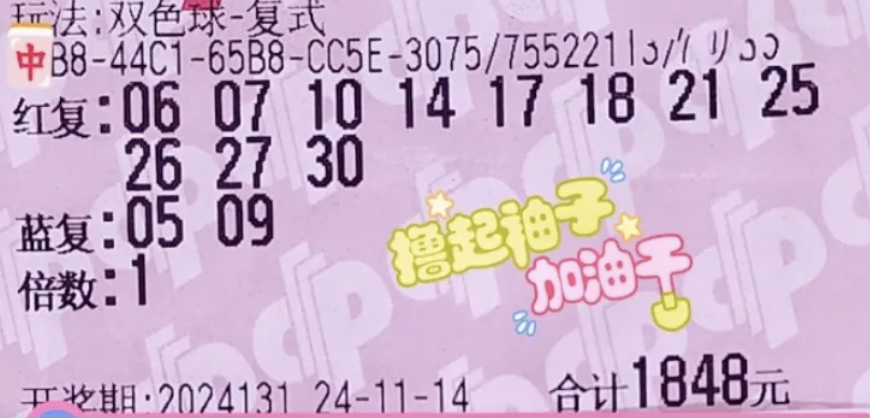 玩法:双色球-复式
中
B8-44C1-65B8-CC5E-3075/755221
红复:06 07 10 14 17 18 21 25
26 27 30
蓝复:05 09
撸起袖子
加油干
倍数:1
开奖期:2024131 24-11-14 合计1848元